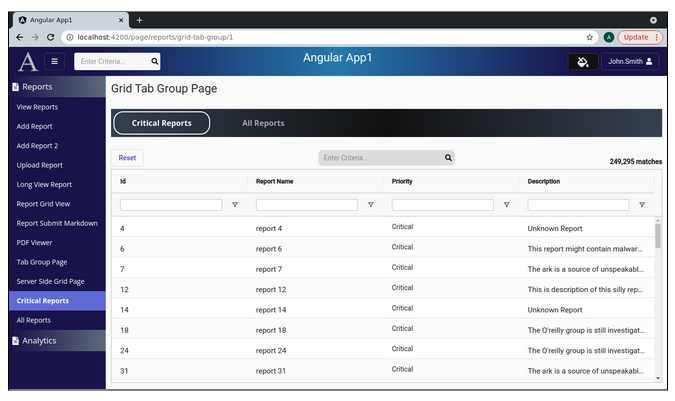 Angular App1
localhost:4200/page/reports/grid-tab-group/1
A
Update
A
Enter Criteria...
Angular App1
John.Smith
Reports
View Reports
Add Report
Add Report 2
Upload Report
Long View Report
Report Grid View
Report Submit Markdown
PDF Viewer
Tab Group Page
Server Side Grid Page
Critical Reports
All Reports
Analytics
Grid Tab Group Page
Critical Reports All Reports
Reset Enter Criteria... 249,295 matches
Id Report Name Priority Description
4 report 4 Critical Unknown Report
6 report 6 Critical This report might contain malwar...
7 report 7 Critical The ark is a source of unspeakabl...
12 report 12 Critical This is description of this silly rep...
14 report 14 Critical Unknown Report
18 report 18 Critical The O'reilly group is still investigat...
24 report 24 Critical The O'reilly group is still investigat...
31 report 31 Critical The ark is a source of unspeakabl...